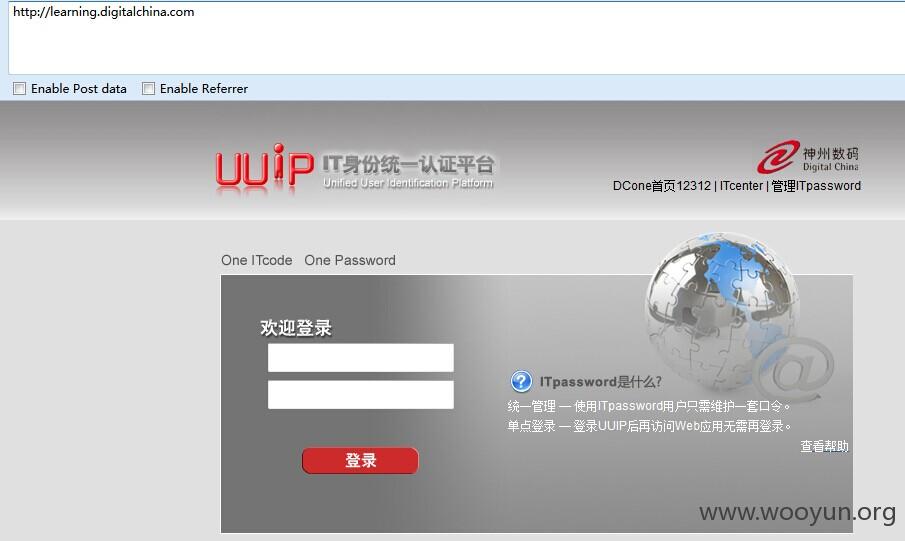 http://learning.digitalchina.com
Enable Post data Enable Referrer
UUiP IT身份统一认证平台
Unified User Identification Platform
神州数码
Digital China
DCone首页12312 | ITcenter | 管理ITpassword
One ITcode One Password
欢迎登录
? ITpassword是什么?
统一管理 — 使用ITpassword用户只需维护一套口令。
单点登录 — 登录UUIP后再访问Web应用无需再登录。
查看帮助
登录
@
www.wooyun.org